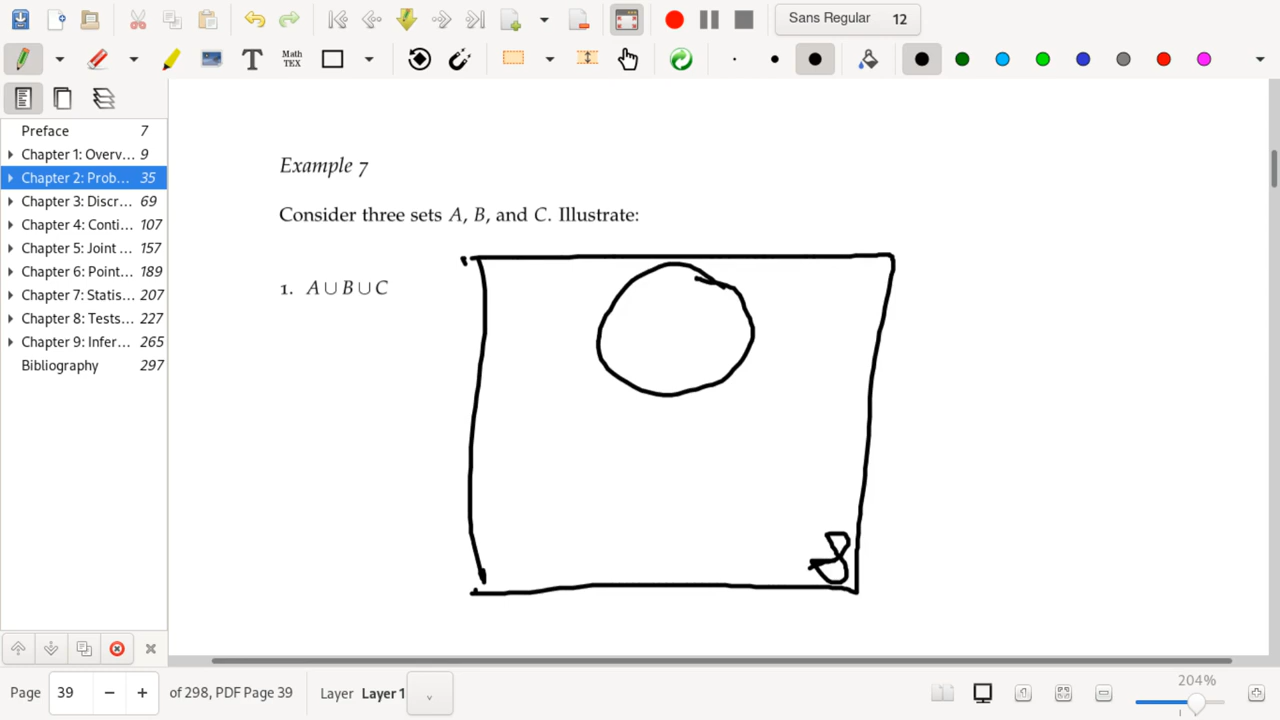 Sans Regular 12
Math
TEX
Preface 7
Chapter 1: Overv... 9
Chapter 2: Prob... 35
Chapter 3: Discr... 69
Chapter 4: Conti... 107
Chapter 5: Joint ... 157
Chapter 6: Point... 189
Chapter 7: Statis... 207
Chapter 8: Tests... 227
Chapter 9: Infer... 265
Bibliography 297
Example 7
Consider three sets A, B, and C. Illustrate:
1. A ∪ B ∪ C
S
Page 39 of 298, PDF Page 39 Layer Layer 1 204%